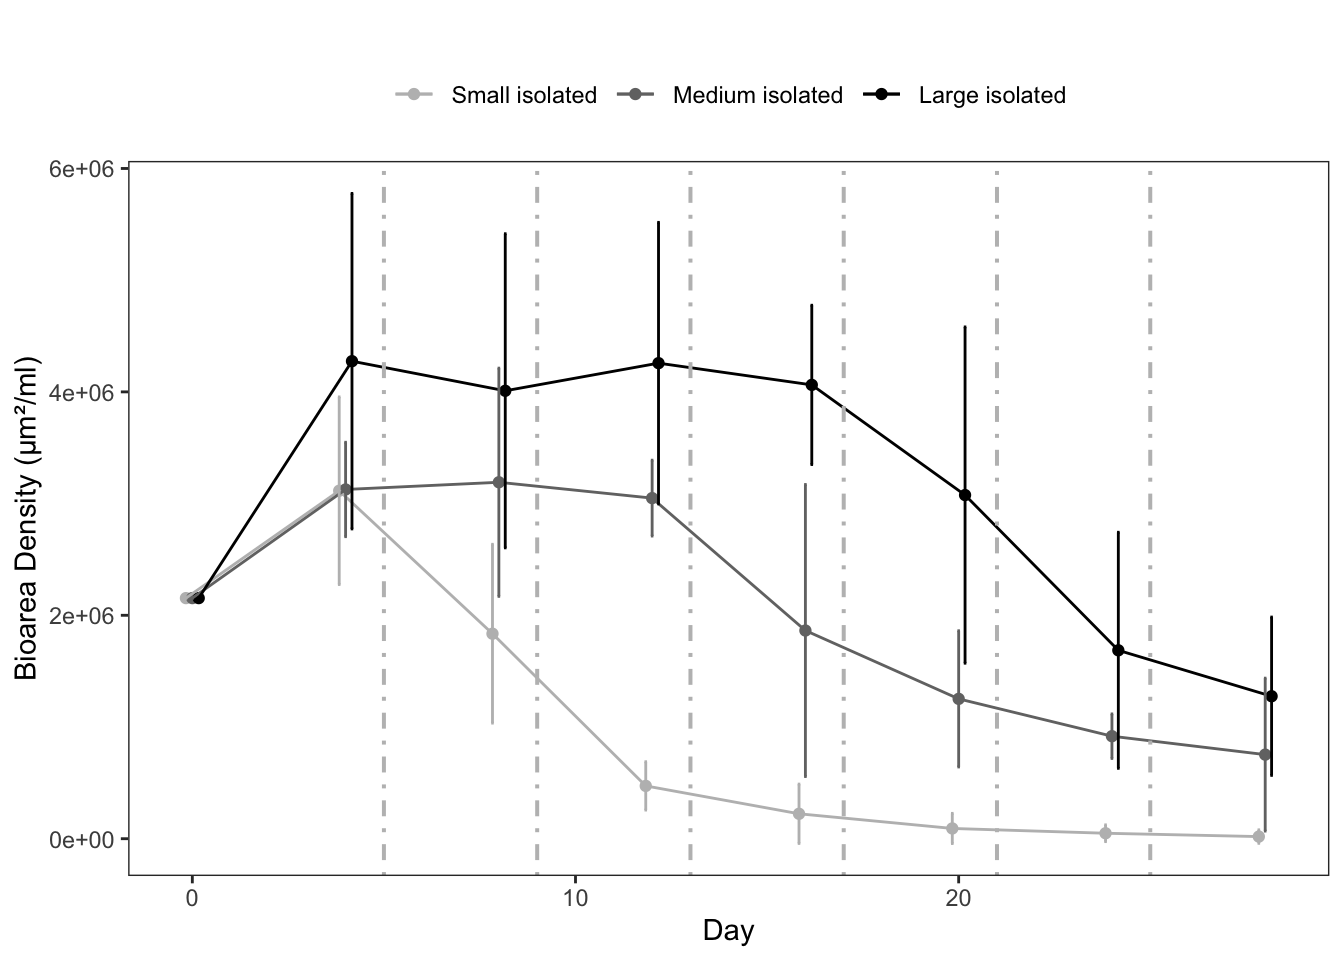 Small isolated Medium isolated Large isolated
6e+06
4e+06
2e+06
0e+00
Bioarea Density (µm²/ml)
0 10 20
Day